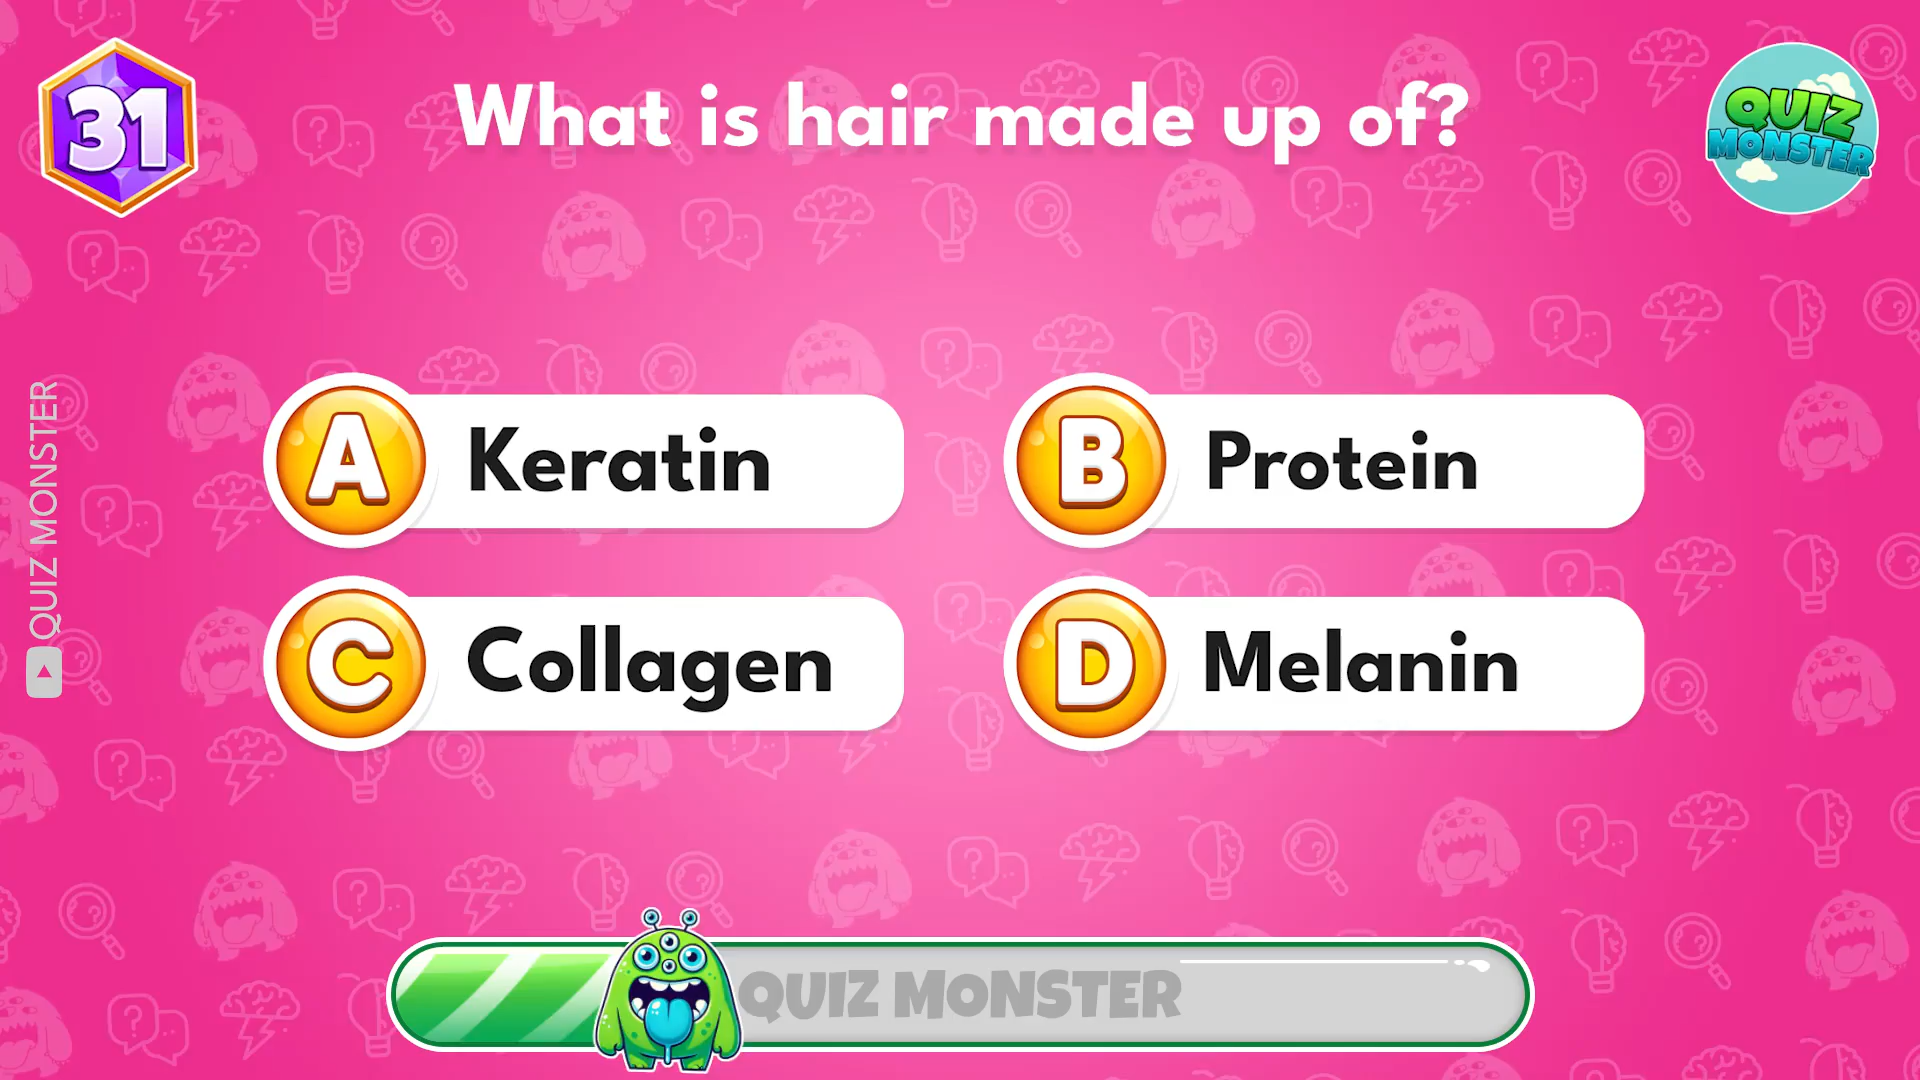 31
What is hair made up of?
QUIZ
MONSTER
A Keratin
B Protein
C Collagen
D Melanin
QUIZ MONSTER
QUIZ MONSTER